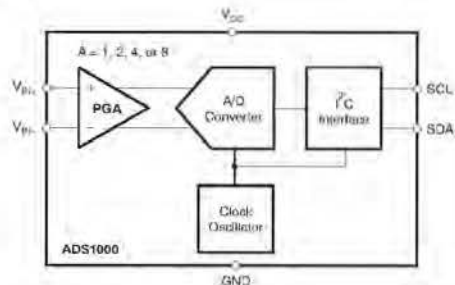 VDD
A = 1, 2, 4, or 8
VIN+
+
PGA
VIN-
–
A/D
Converter
I²C
Interface
SCL
SDA
Clock
Oscillator
ADS1000
GND